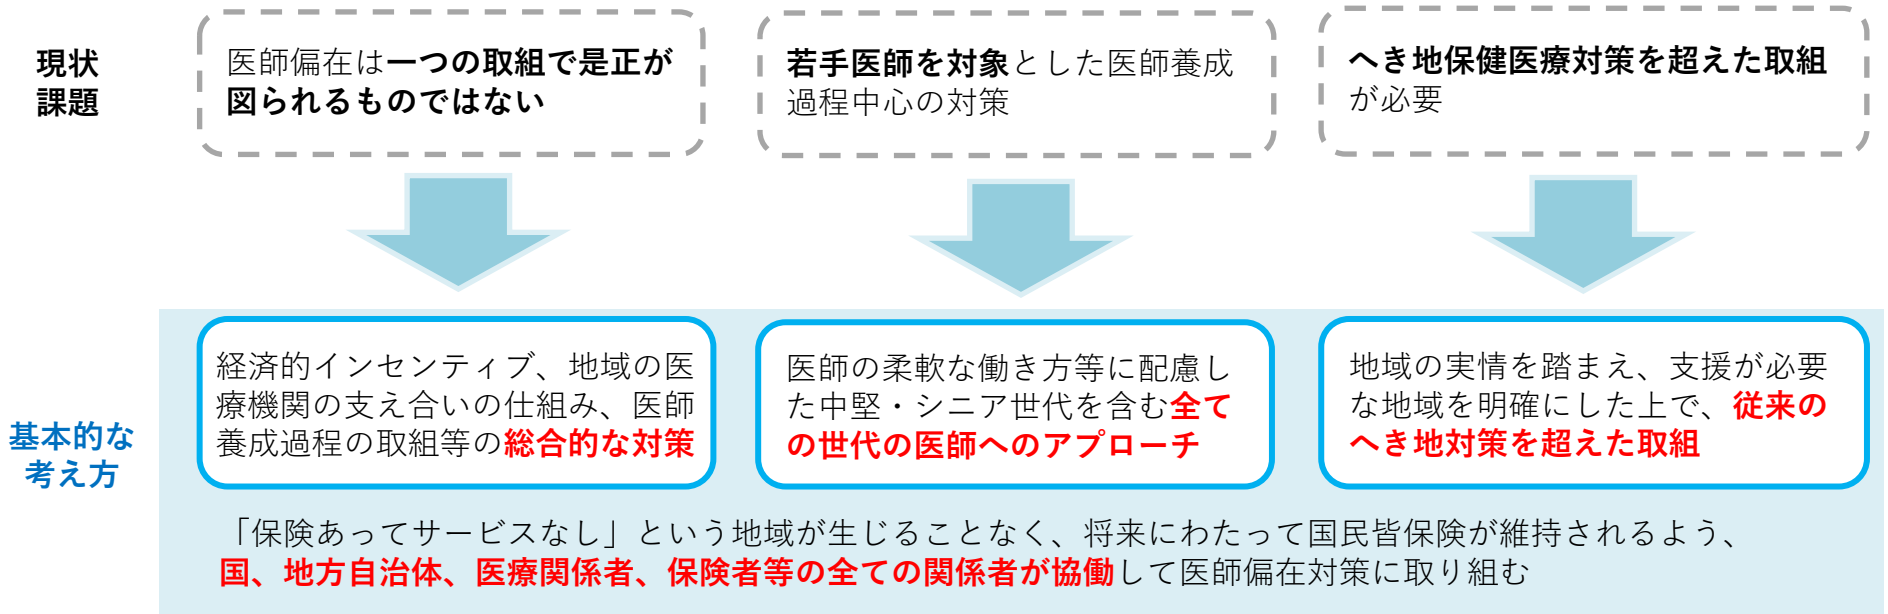 現状
課題
医師偏在は一つの取組で是正が
図られるものではない
若手医師を対象とした医師養成
過程中心の対策
へき地保健医療対策を超えた取組
が必要
基本的な
考え方
経済的インセンティブ、地域の医
療機関の支え合いの仕組み、医師
養成過程の取組等の総合的な対策
医師の柔軟な働き方等に配慮し
た中堅・シニア世代を含む全て
の世代の医師へのアプローチ
地域の実情を踏まえ、支援が必要
な地域を明確にした上で、従来の
へき地対策を超えた取組
「保険あってサービスなし」という地域が生じることなく、将来にわたって国民皆保険が維持されるよう、
国、地方自治体、医療関係者、保険者等の全ての関係者が協働して医師偏在対策に取り組む